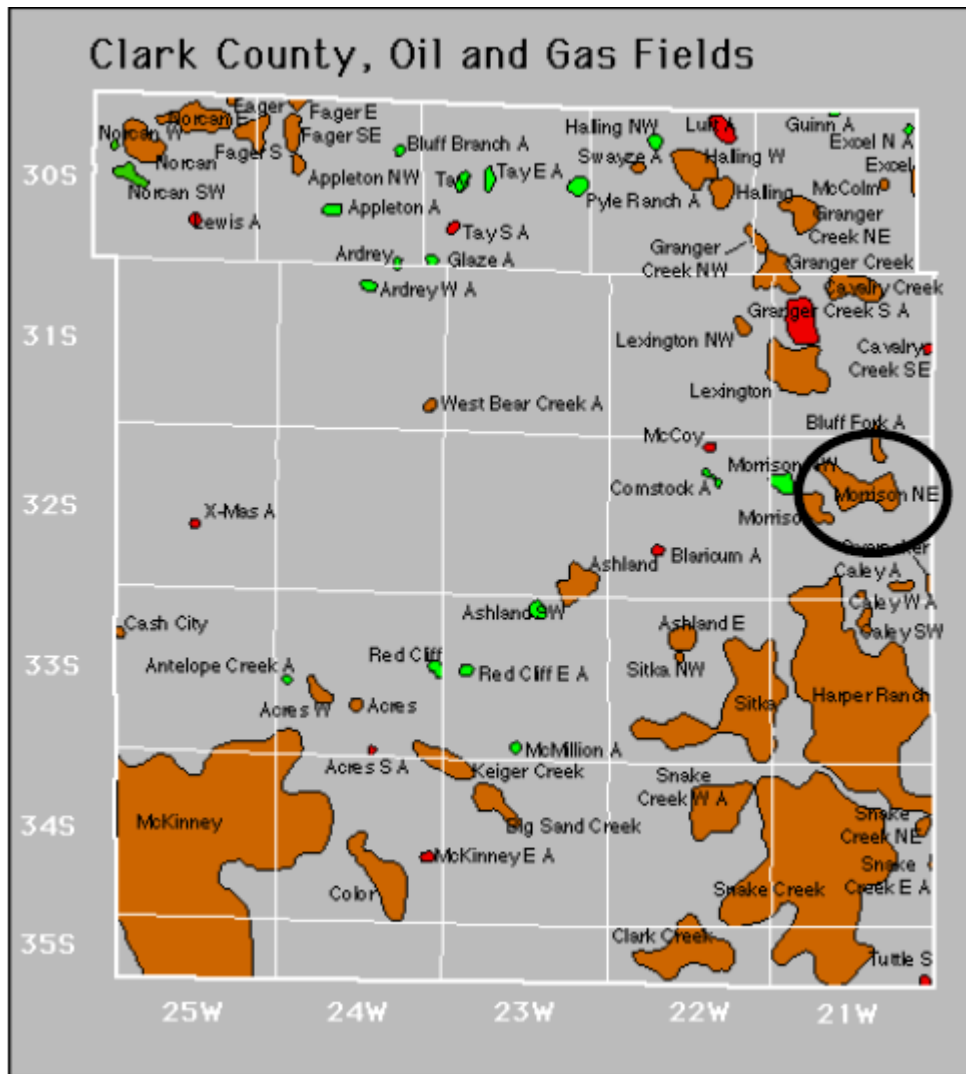 Clark County, Oil and Gas Fields
30S
31S
32S
33S
34S
35S
25W
24W
23W
22W
21W
Norcan W
Norcan E
Fager
Fager E
Fager SE
Fager S
Norcan
Norcan SW
Lewis A
Appleton NW
Appleton A
Bluff Branch A
Tay
Tay E A
Tay S A
Ardrey
Glaze A
Ardrey W A
Halling NW
Swayze A
Halling W
Halling
Pyle Ranch A
Guinn A
Excel N A
Excel
McColm
Granger
Creek NE
Granger
Creek NW
Granger Creek
Cavalry Creek
Granger Creek S A
Lexington NW
Cavalry
Creek SE
Lexington
West Bear Creek A
Bluff Fork A
McCoy
Morrison NW
Comstock A
Morrison NE
Morrison
X-Mas A
Blaricum A
Ashland
Caley A
Ashland SW
Caley W A
Caley SW
Cash City
Ashland E
Sitka NW
Antelope Creek A
Red Cliff
Red Cliff E A
Acres W
Acres
Sitka
Harper Ranch
McMillion A
Acres S A
Keiger Creek
Snake
Creek W A
McKinney
Big Sand Creek
Snake
Creek NE
McKinney E A
Color
Snake Creek
Snake
Creek E A
Clark Creek
Tuttle S